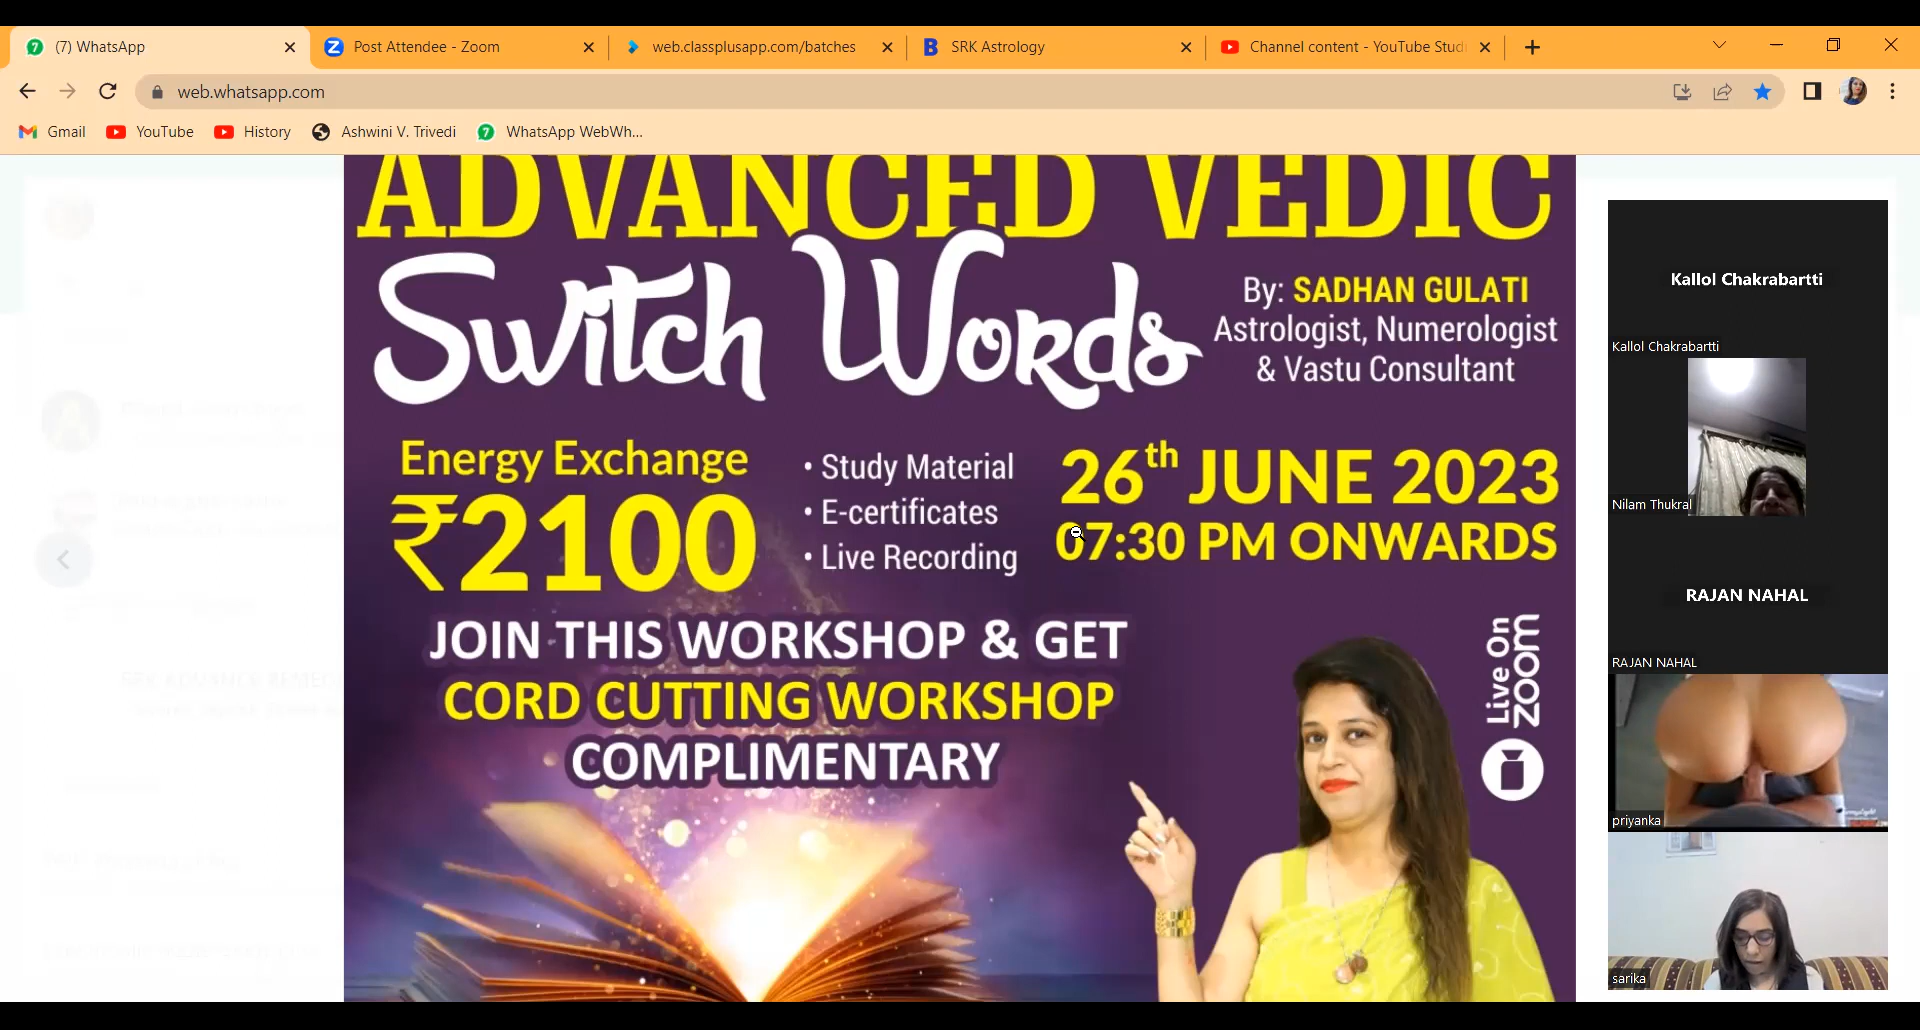 (7) WhatsApp
Post Attendee - Zoom
web.classplusapp.com/batches
SRK Astrology
Channel content - YouTube Stud
web.whatsapp.com
Gmail
YouTube
History
Ashwini V. Trivedi
WhatsApp WebWh...
ADVANCED VEDIC
Switch Words
By: SADHAN GULATI
Astrologist, Numerologist
& Vastu Consultant
Energy Exchange
₹2100
• Study Material
• E-certificates
• Live Recording
26th JUNE 2023
07:30 PM ONWARDS
JOIN THIS WORKSHOP & GET
CORD CUTTING WORKSHOP
COMPLIMENTARY
Live On
zoom
Kallol Chakrabartti
Kallol Chakrabartti
Nilam Thukral
RAJAN NAHAL
RAJAN NAHAL
priyanka
sarika